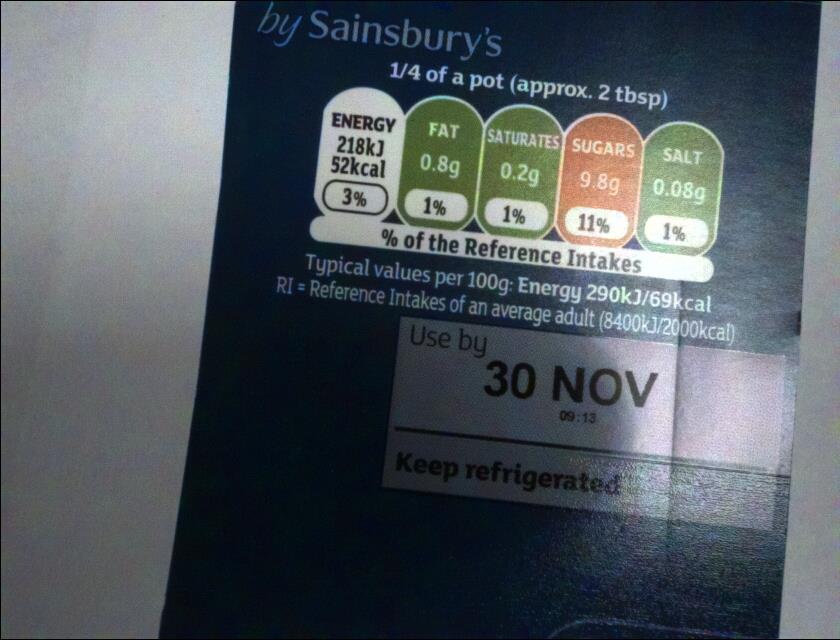 by Sainsbury's
1/4 of a pot (approx. 2 tbsp)
ENERGY
218kJ
52kcal
3%
FAT
0.8g
1%
SATURATES
0.2g
1%
SUGARS
9.8g
11%
SALT
0.08g
1%
% of the Reference Intakes
Typical values per 100g: Energy 290kJ/69kcal
RI = Reference Intakes of an average adult (8400kJ/2000kcal)
Use by
30 NOV
09:13
Keep refrigerated